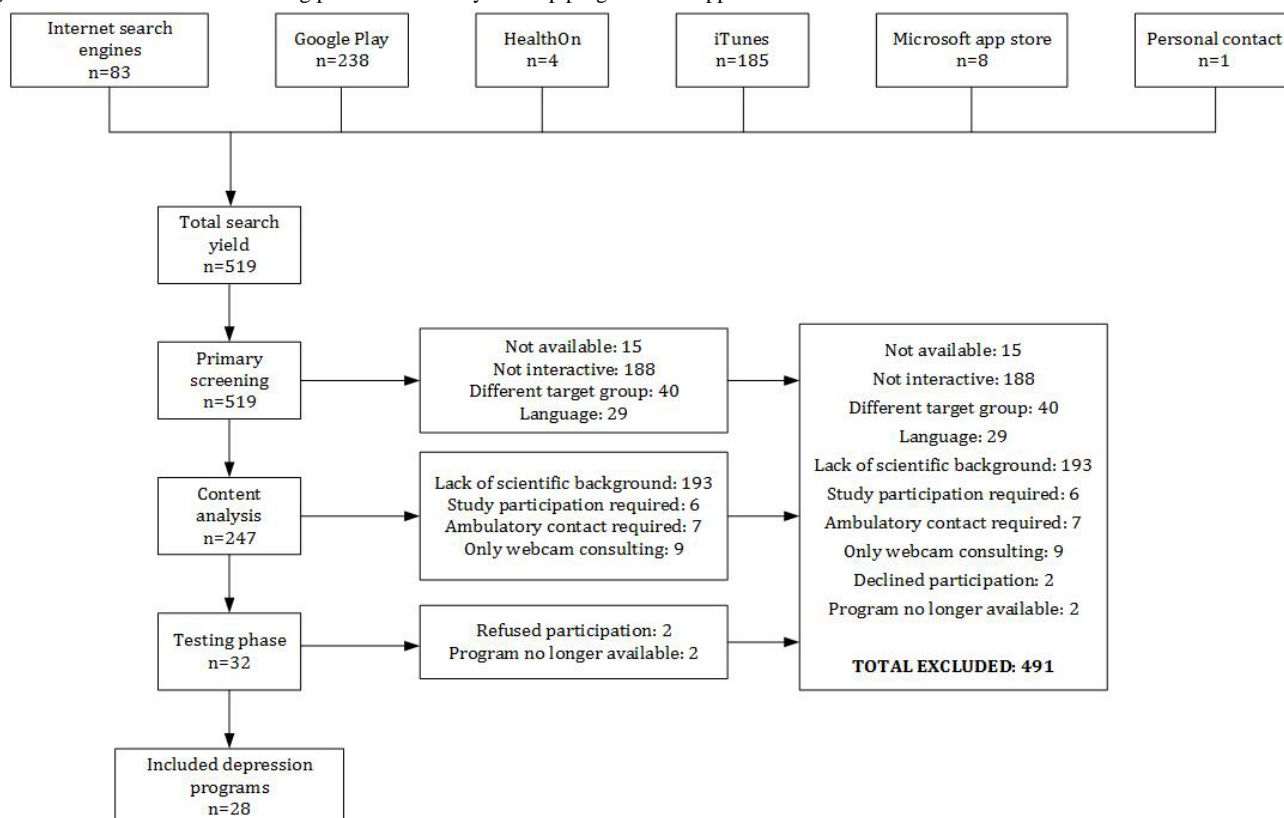 Internet search
engines
n=83
Google Play
n=238
HealthOn
n=4
iTunes
n=185
Microsoft app store
n=8
Personal contact
n=1
Total search
yield
n=519
Primary
screening
n=519
Not available: 15
Not interactive: 188
Different target group: 40
Language: 29
Content
analysis
n=247
Lack of scientific background: 193
Study participation required: 6
Ambulatory contact required: 7
Only webcam consulting: 9
Testing phase
n=32
Refused participation: 2
Program no longer available: 2
Not available: 15
Not interactive: 188
Different target group: 40
Language: 29
Lack of scientific background: 193
Study participation required: 6
Ambulatory contact required: 7
Only webcam consulting: 9
Declined participation: 2
Program no longer available: 2
TOTAL EXCLUDED: 491
Included depression
programs
n=28